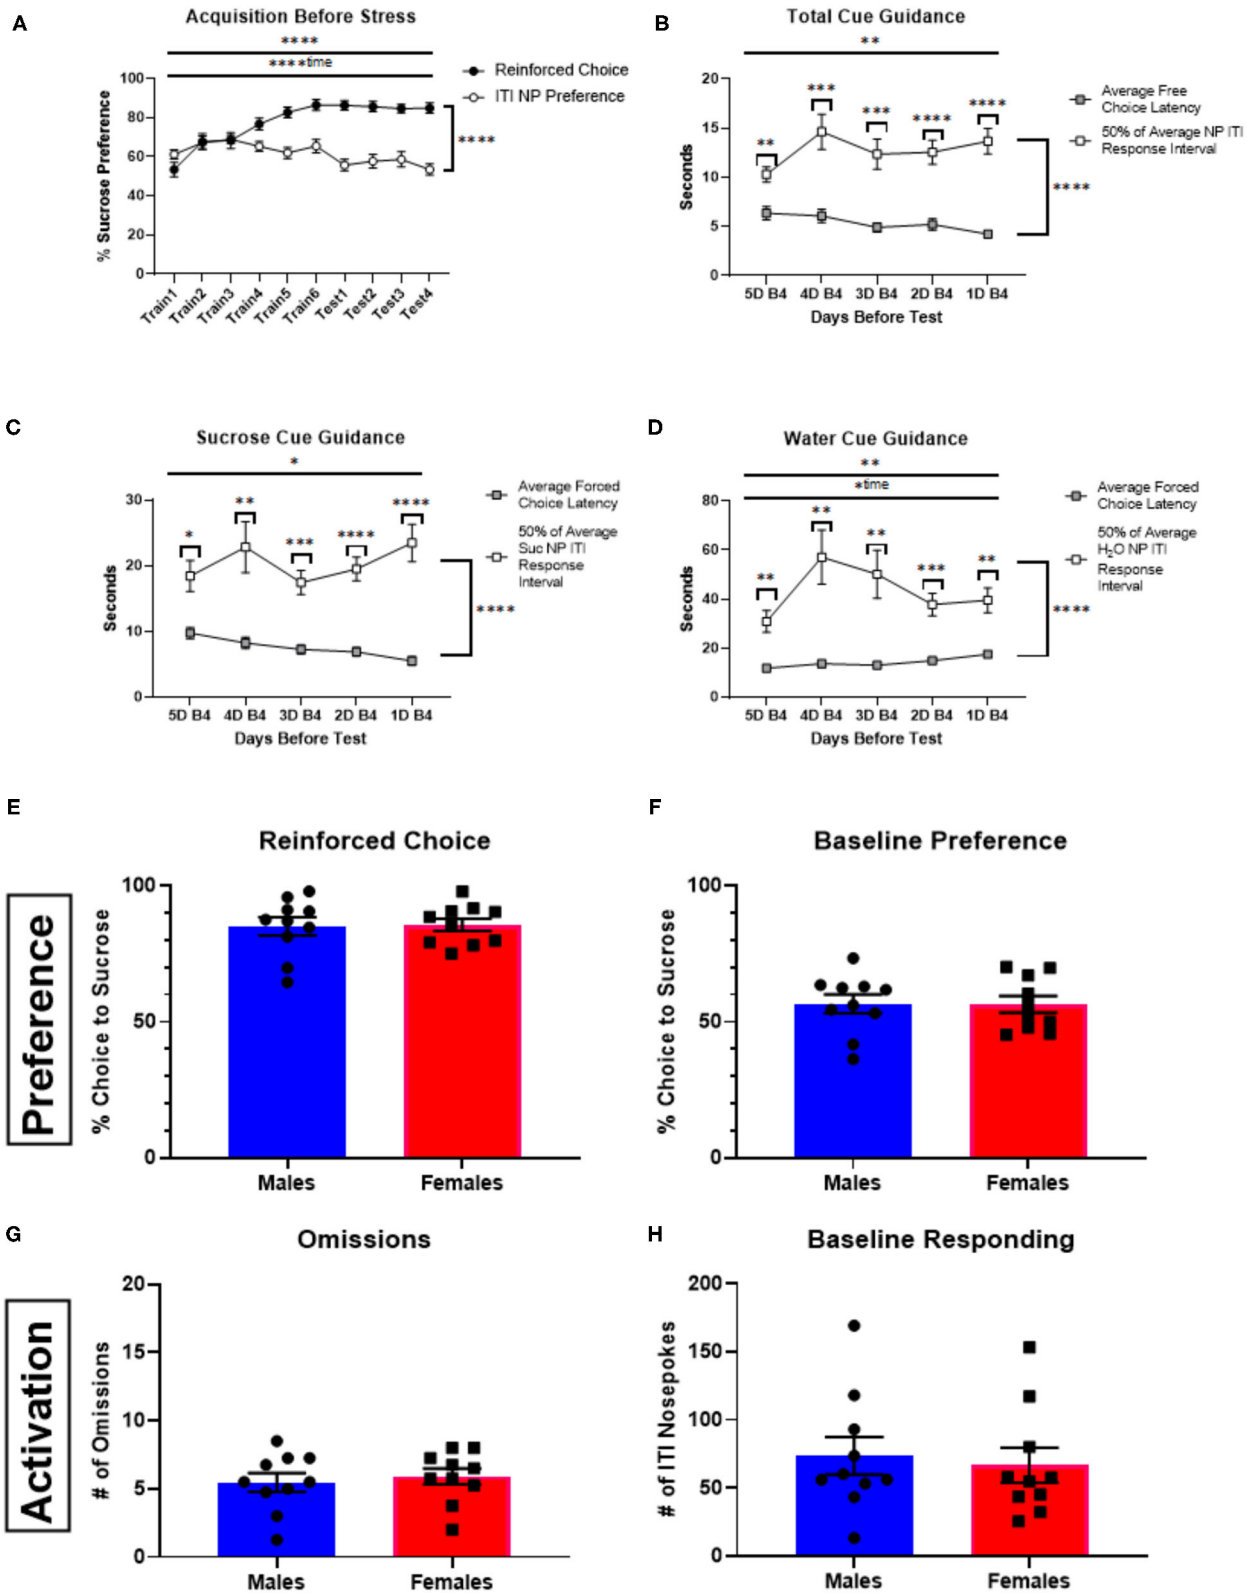 A
Acquisition Before Stress
****
****time
Reinforced Choice
ITI NP Preference
****
% Sucrose Preference
100
80
60
40
20
0
Train1
Train2
Train3
Train4
Train5
Train6
Test1
Test2
Test3
Test4
B
Total Cue Guidance
**
Average Free
Choice Latency
50% of Average NP ITI
Response Interval
Seconds
20
15
10
5
0
**
***
***
****
****
****
5D B4
4D B4
3D B4
2D B4
1D B4
Days Before Test
C
Sucrose Cue Guidance
*
Average Forced
Choice Latency
50% of Average
Suc NP ITI
Response
Interval
Seconds
30
20
10
0
*
**
***
****
****
****
5D B4
4D B4
3D B4
2D B4
1D B4
Days Before Test
D
Water Cue Guidance
**
*time
Average Forced
Choice Latency
50% of Average
H2O NP ITI
Response
Interval
Seconds
80
60
40
20
0
**
**
**
***
**
****
5D B4
4D B4
3D B4
2D B4
1D B4
Days Before Test
Preference
E
Reinforced Choice
% Choice to Sucrose
100
50
0
Males
Females
F
Baseline Preference
% Choice to Sucrose
100
50
0
Males
Females
Activation
G
Omissions
# of Omissions
20
15
10
5
0
Males
Females
H
Baseline Responding
# of ITI Nosepokes
200
150
100
50
0
Males
Females